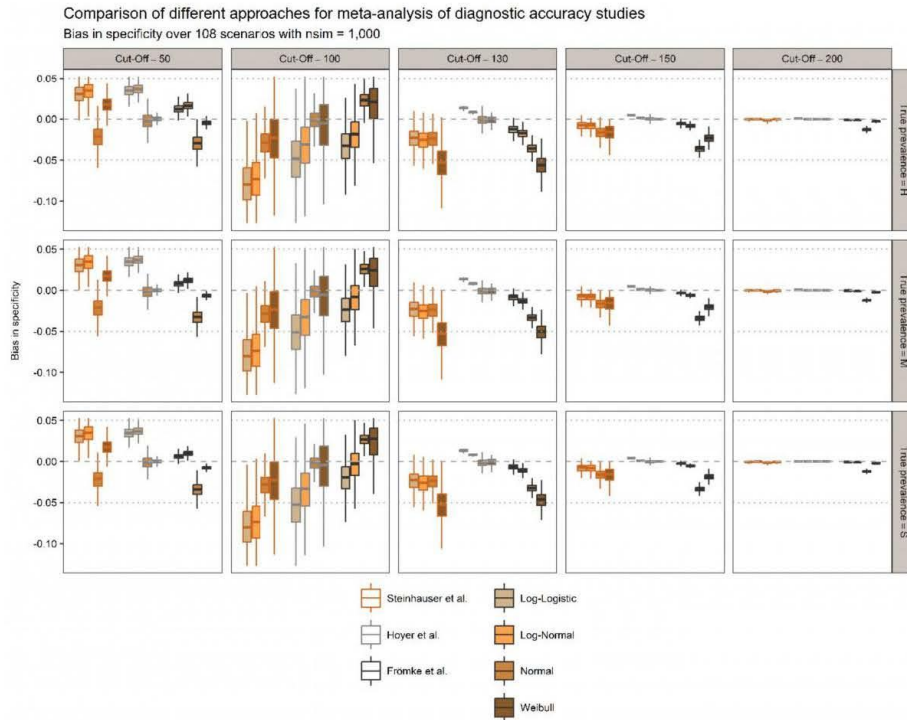 Comparison of different approaches for meta-analysis of diagnostic accuracy studies
Bias in specificity over 108 scenarios with nsim = 1,000
Cut-Off – 50
Cut-Off – 100
Cut-Off – 130
Cut-Off – 150
Cut-Off – 200
0.05
0.00
-0.05
-0.10
True prevalence = H
0.05
0.00
-0.05
-0.10
True prevalence = M
0.05
0.00
-0.05
-0.10
True prevalence = S
Bias in specificity
Steinhauser et al.
Hoyer et al.
Frömke et al.
Log-Logistic
Log-Normal
Normal
Weibull